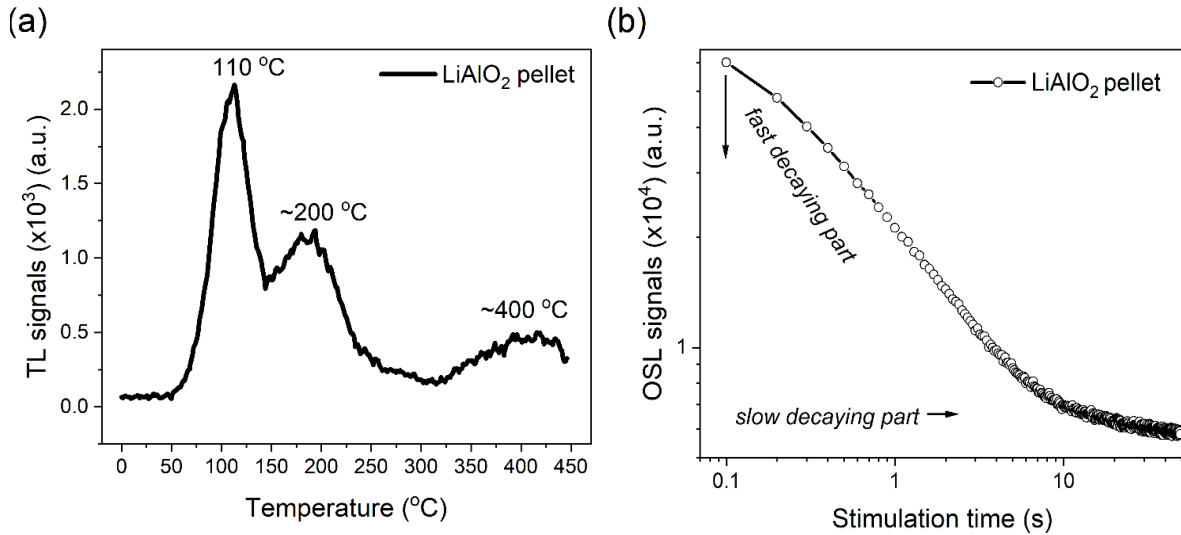 (a)
110 °C
LiAlO₂ pellet
~200 °C
~400 °C
TL signals (x10³) (a.u.)
2.0
1.5
1.0
0.5
0.0
0 50 100 150 200 250 300 350 400 450
Temperature (°C)
(b)
LiAlO₂ pellet
fast decaying part
slow decaying part
OSL signals (x10⁴) (a.u.)
1
0.1 1 10
Stimulation time (s)